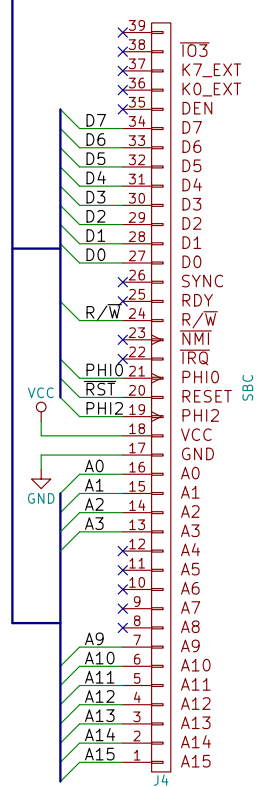 39
38 I̅O̅3̅
37 K7_EXT
36 K0_EXT
35 DEN
D7 34 D7
D6 33 D6
D5 32 D5
D4 31 D4
D3 30 D3
D2 29 D2
D1 28 D1
D0 27 D0
26 SYNC
25 RDY
R/W̅ 24 R/W̅
23 N̅M̅I̅
22 I̅R̅Q̅
PHI0 21 PHI0
R̅S̅T̅ 20 RESET
PHI2 19 PHI2
VCC 18 VCC
17 GND
GND
A0 16 A0
A1 15 A1
A2 14 A2
A3 13 A3
12 A4
11 A5
10 A6
9 A7
8 A8
A9 7 A9
A10 6 A10
A11 5 A11
A12 4 A12
A13 3 A13
A14 2 A14
A15 1 A15
J4
SBC